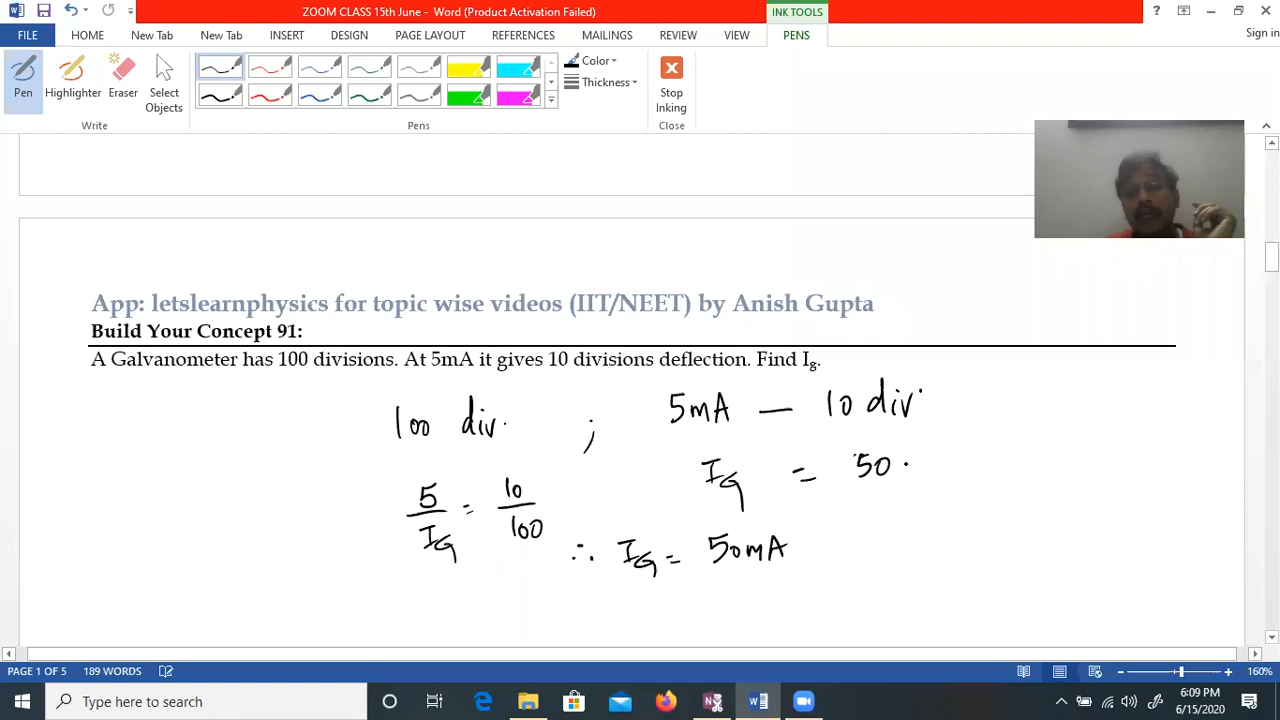 ZOOM CLASS 15th June - Word (Product Activation Failed)
INK TOOLS
FILE HOME New Tab New Tab INSERT DESIGN PAGE LAYOUT REFERENCES MAILINGS REVIEW VIEW PENS Sign in
Pen Highlighter Eraser Select Objects
Color
Thickness
Stop Inking
Write Pens Close
App: letslearnphysics for topic wise videos (IIT/NEET) by Anish Gupta
Build Your Concept 91:
A Galvanometer has 100 divisions. At 5mA it gives 10 divisions deflection. Find Ig.
100 div. ; 5mA — 10 div.
IG = 50.
5/IG = 10/100
∴ IG = 50mA
PAGE 1 OF 5 189 WORDS 160%
Type here to search
6:09 PM
6/15/2020